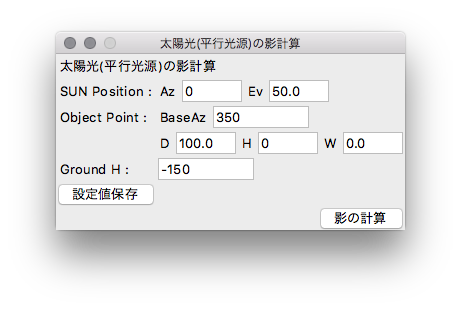 太陽光(平行光源)の影計算
太陽光(平行光源)の影計算
SUN Position : Az 0 Ev 50.0
Object Point : BaseAz 350
D 100.0 H 0 W 0.0
Ground H : -150
設定値保存
影の計算